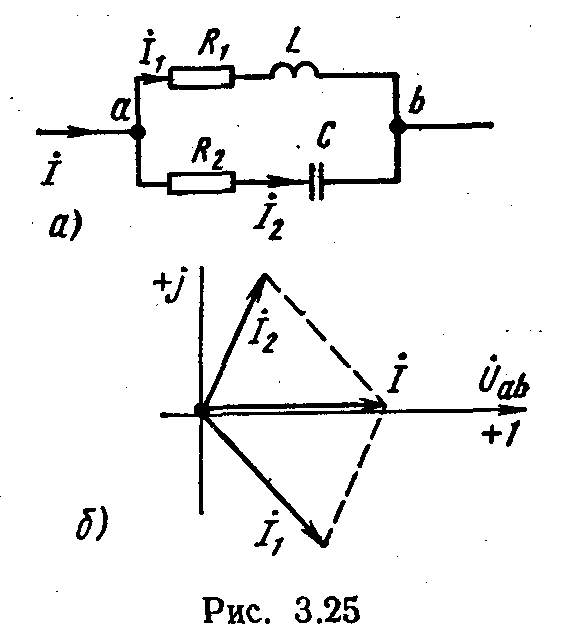 İ₁ R₁ L
a b
İ R₂ İ₂ C
а)
+j
İ₂ İ U̇ab
+1
б) İ₁
Рис. 3.25